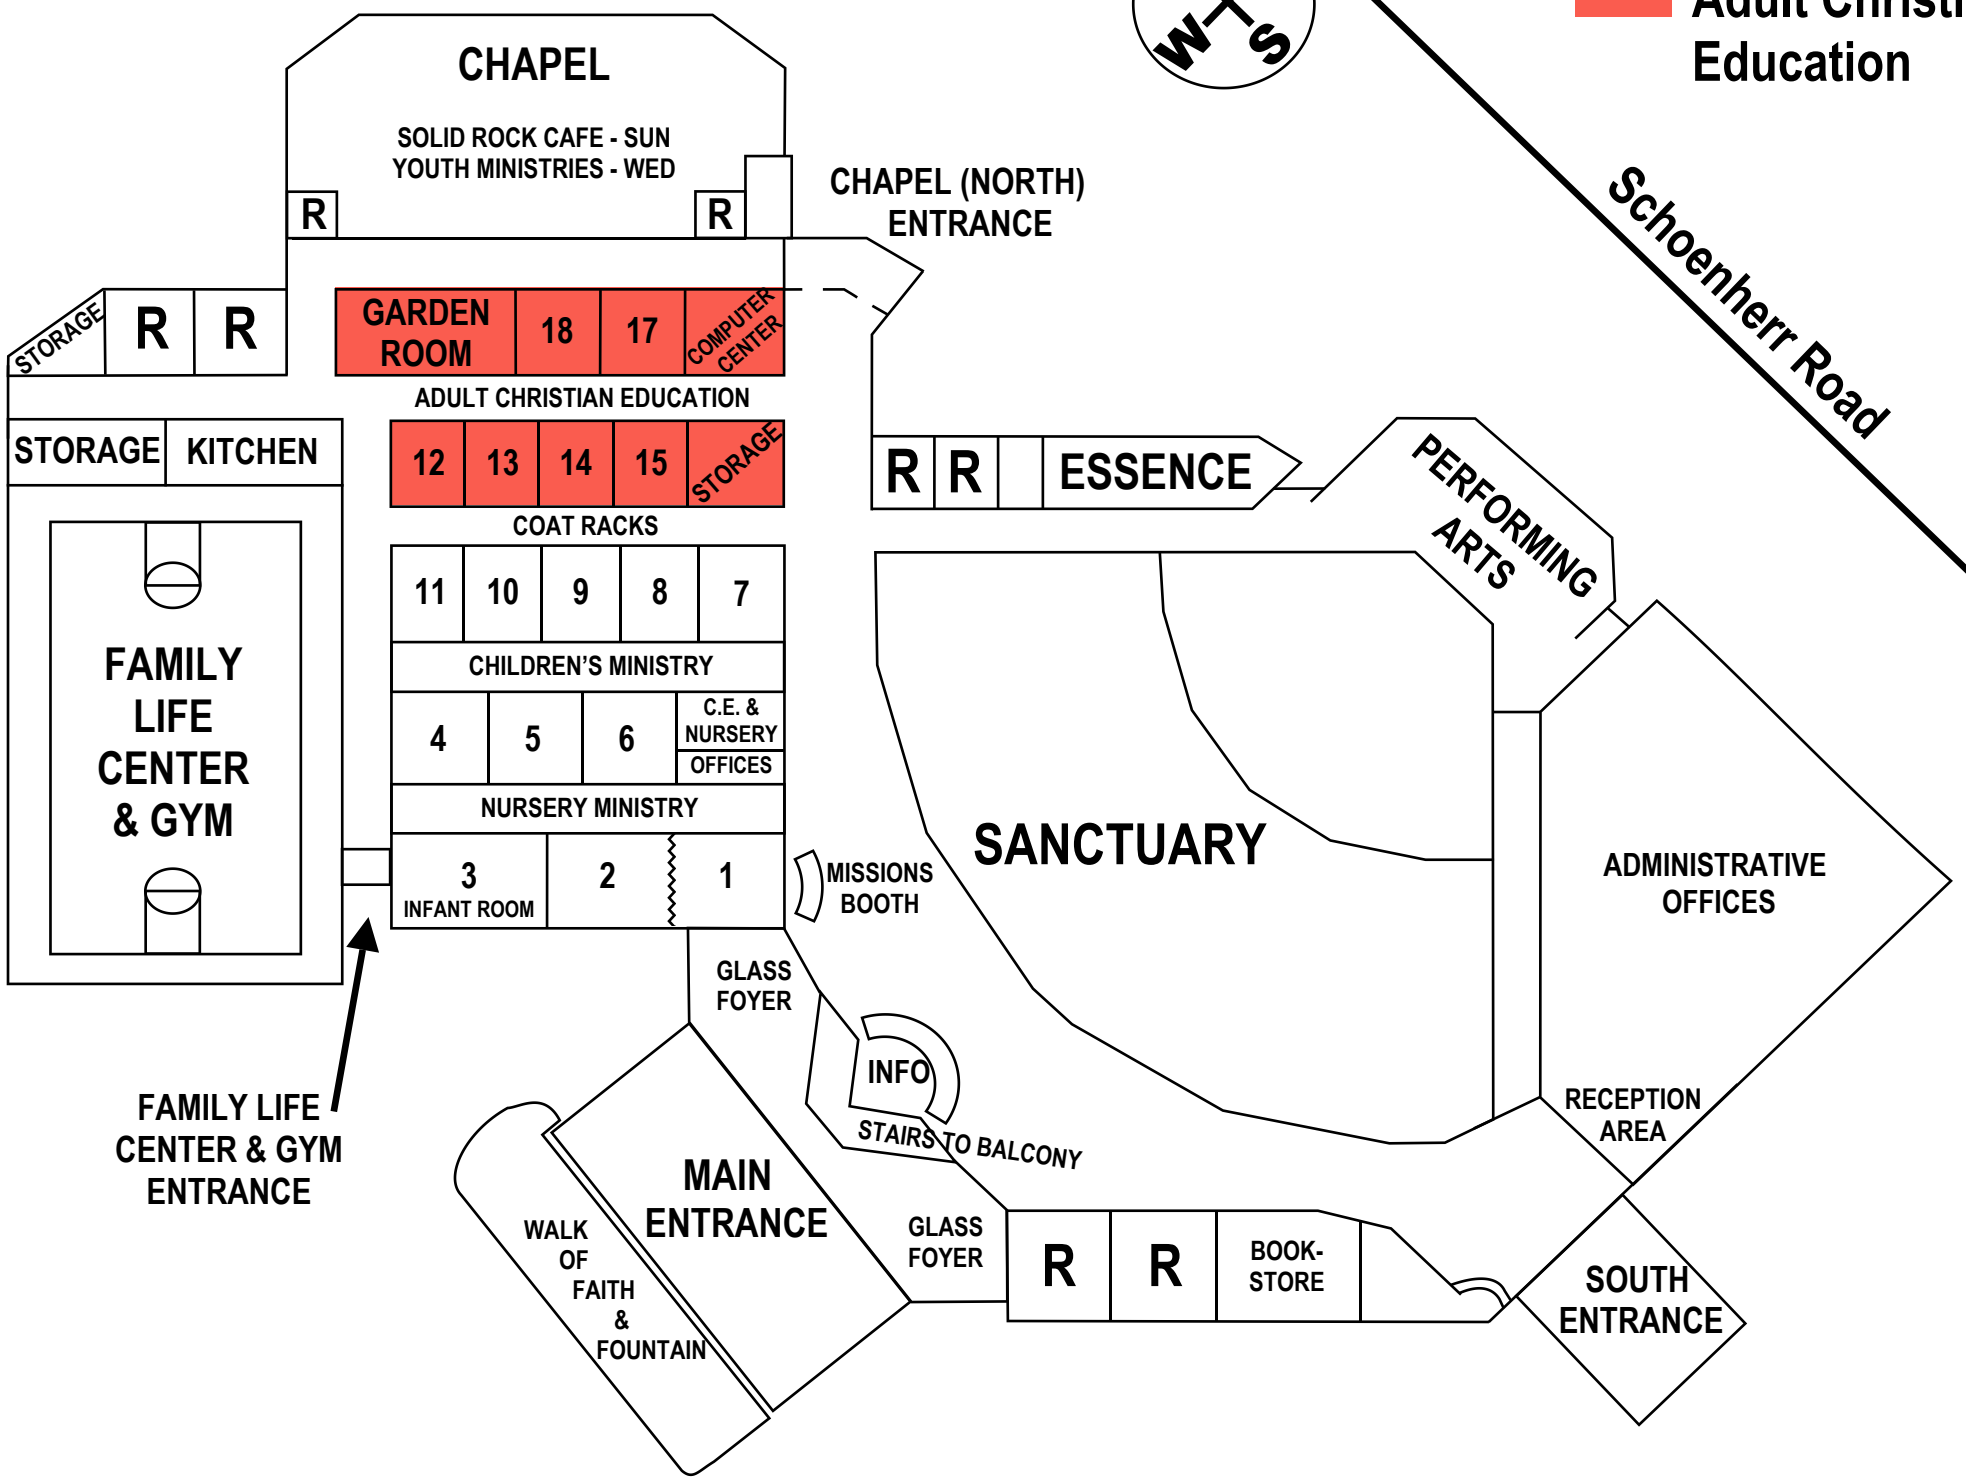 W S
Adult Christi
Education
Schoenherr Road
CHAPEL
SOLID ROCK CAFE - SUN
YOUTH MINISTRIES - WED
R
R
CHAPEL (NORTH)
ENTRANCE
STORAGE
R
R
GARDEN
ROOM
18
17
COMPUTER
CENTER
ADULT CHRISTIAN EDUCATION
STORAGE
KITCHEN
12
13
14
15
STORAGE
COAT RACKS
R
R
ESSENCE
PERFORMING
ARTS
11
10
9
8
7
CHILDREN'S MINISTRY
4
5
6
C.E. &
NURSERY
OFFICES
NURSERY MINISTRY
3
INFANT ROOM
2
1
FAMILY
LIFE
CENTER
& GYM
MISSIONS
BOOTH
SANCTUARY
ADMINISTRATIVE
OFFICES
GLASS
FOYER
INFO
STAIRS TO BALCONY
RECEPTION
AREA
FAMILY LIFE
CENTER & GYM
ENTRANCE
MAIN
ENTRANCE
WALK
OF
FAITH
&
FOUNTAIN
GLASS
FOYER
R
R
BOOK-
STORE
SOUTH
ENTRANCE